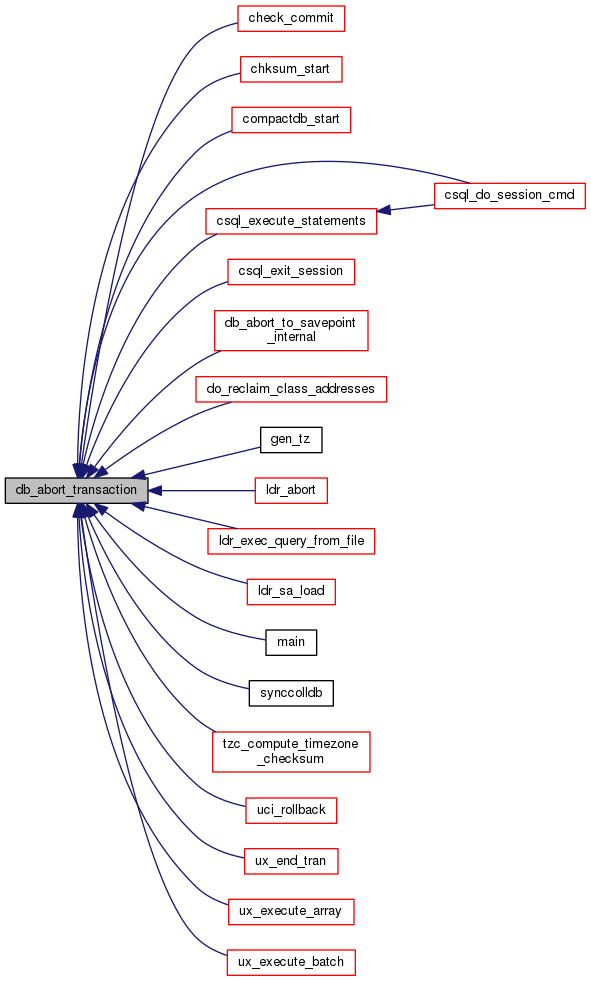 check_commit
chksum_start
compactdb_start
csql_do_session_cmd
csql_execute_statements
csql_exit_session
db_abort_to_savepoint
_internal
do_reclaim_class_addresses
gen_tz
db_abort_transaction
ldr_abort
ldr_exec_query_from_file
ldr_sa_load
main
synccolldb
tzc_compute_timezone
_checksum
uci_rollback
ux_end_tran
ux_execute_array
ux_execute_batch